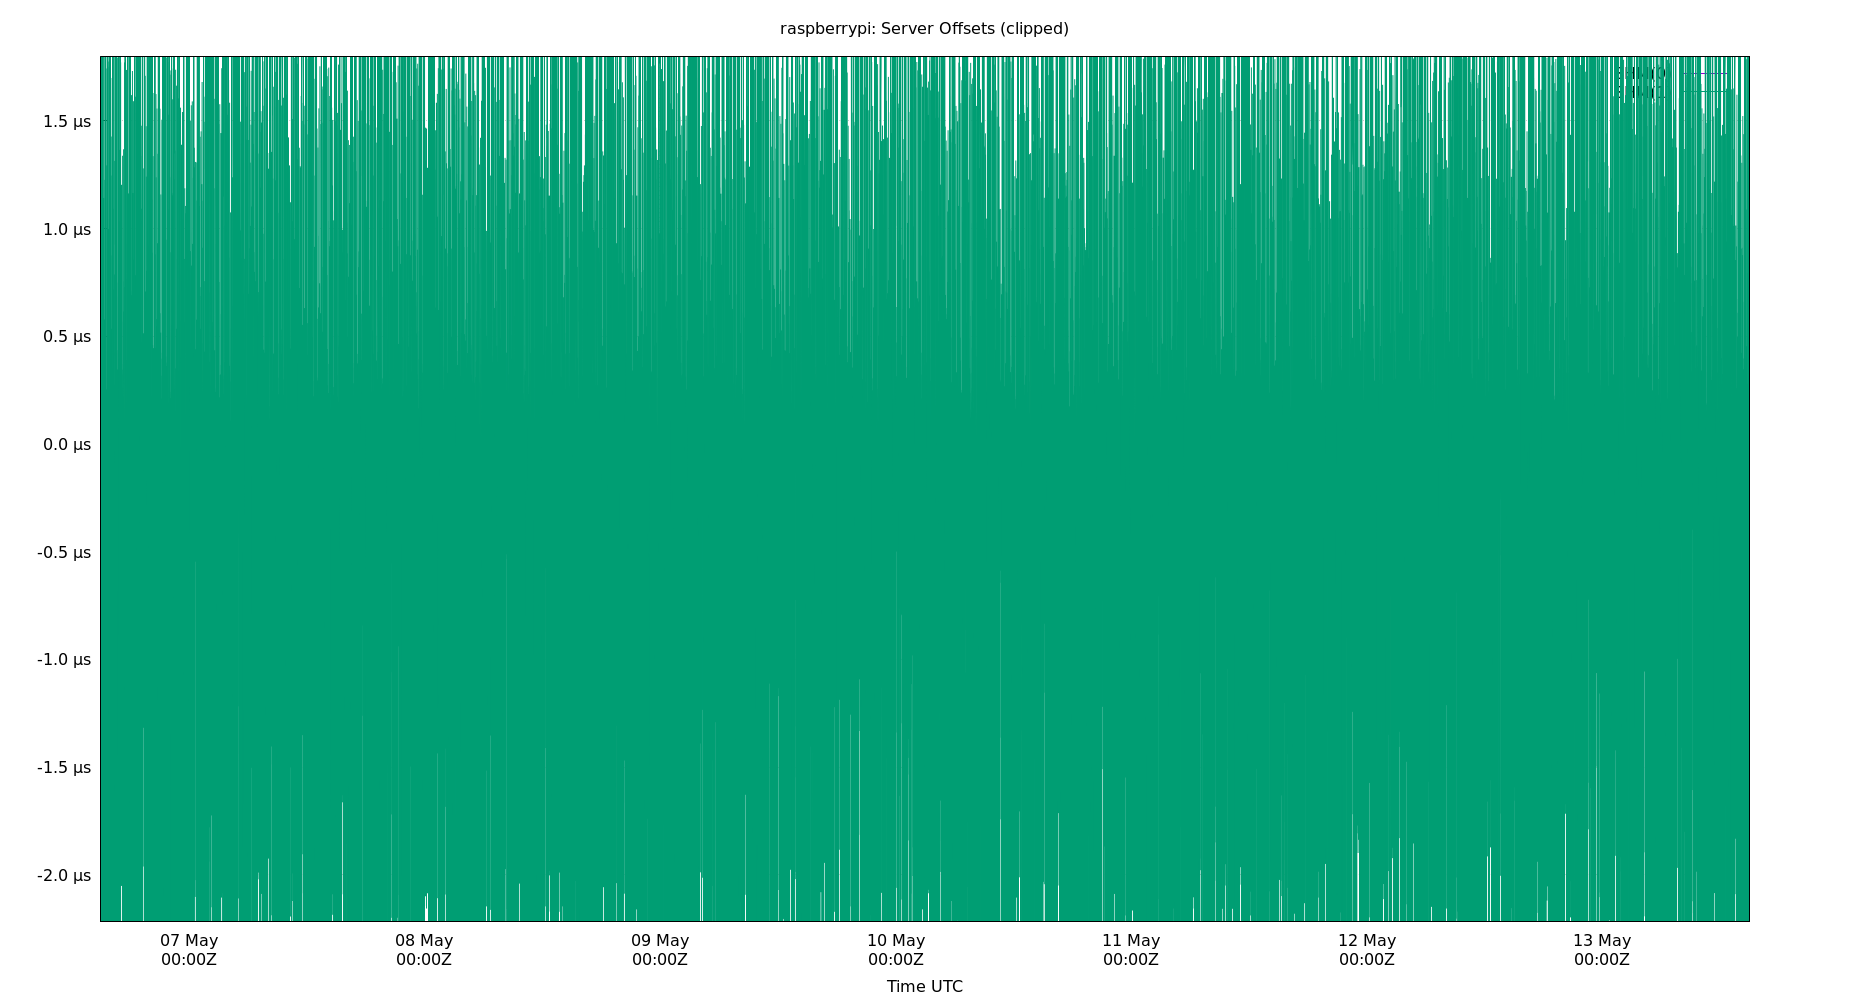 raspberrypi: Server Offsets (clipped)
1.5 µs
1.0 µs
0.5 µs
0.0 µs
-0.5 µs
-1.0 µs
-1.5 µs
-2.0 µs
07 May 08 May 09 May 10 May 11 May 12 May 13 May
00:00Z 00:00Z 00:00Z 00:00Z 00:00Z 00:00Z 00:00Z
Time UTC